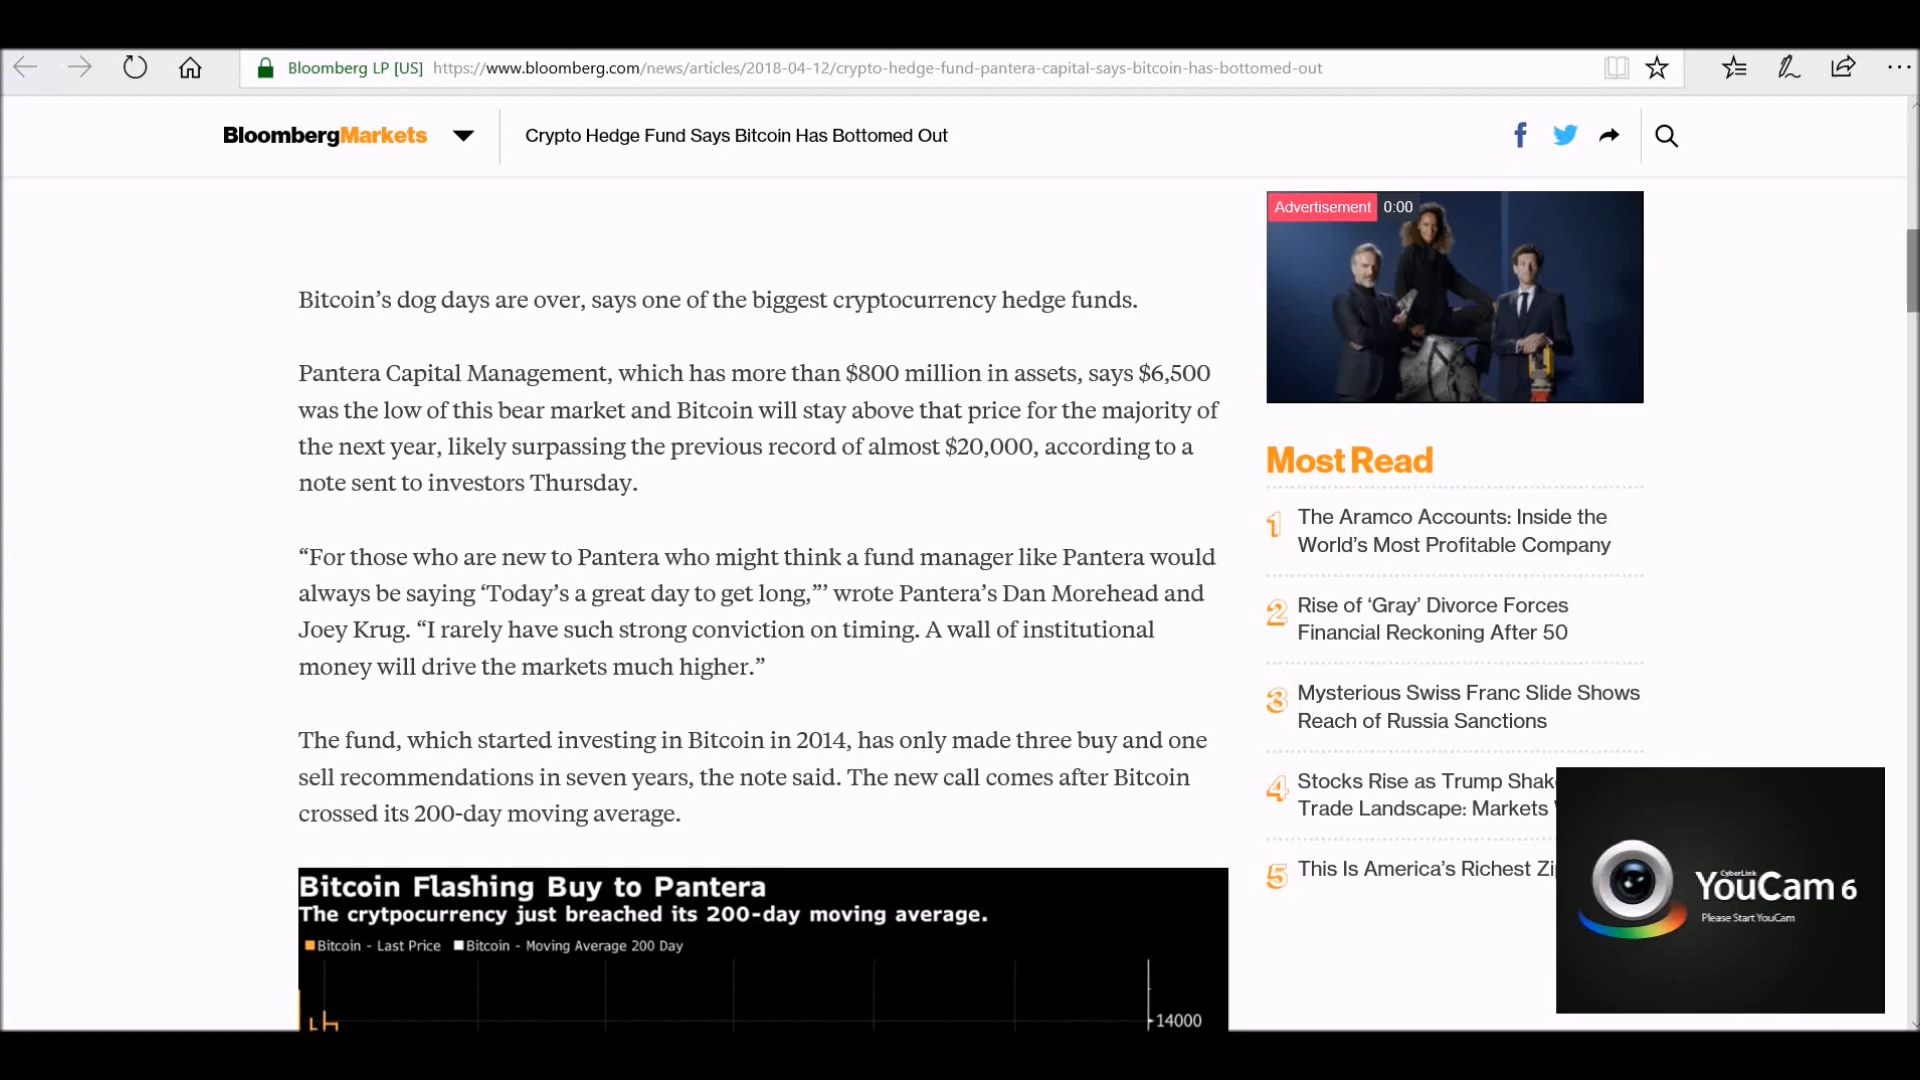 Bloomberg LP [US] https://www.bloomberg.com/news/articles/2018-04-12/crypto-hedge-fund-pantera-capital-says-bitcoin-has-bottomed-out
BloombergMarkets
Crypto Hedge Fund Says Bitcoin Has Bottomed Out
Bitcoin’s dog days are over, says one of the biggest cryptocurrency hedge funds.
Pantera Capital Management, which has more than $800 million in assets, says $6,500
was the low of this bear market and Bitcoin will stay above that price for the majority of
the next year, likely surpassing the previous record of almost $20,000, according to a
note sent to investors Thursday.
“For those who are new to Pantera who might think a fund manager like Pantera would
always be saying ‘Today’s a great day to get long,”’ wrote Pantera’s Dan Morehead and
Joey Krug. “I rarely have such strong conviction on timing. A wall of institutional
money will drive the markets much higher.”
The fund, which started investing in Bitcoin in 2014, has only made three buy and one
sell recommendations in seven years, the note said. The new call comes after Bitcoin
crossed its 200-day moving average.
Bitcoin Flashing Buy to Pantera
The crytpocurrency just breached its 200-day moving average.
Bitcoin - Last Price Bitcoin - Moving Average 200 Day
14000
Advertisement 0:00
Most Read
1 The Aramco Accounts: Inside the
World’s Most Profitable Company
2 Rise of ‘Gray’ Divorce Forces
Financial Reckoning After 50
3 Mysterious Swiss Franc Slide Shows
Reach of Russia Sanctions
4 Stocks Rise as Trump Shak
Trade Landscape: Markets
5 This Is America’s Richest Zi
CyberLink
YouCam 6
Please Start YouCam